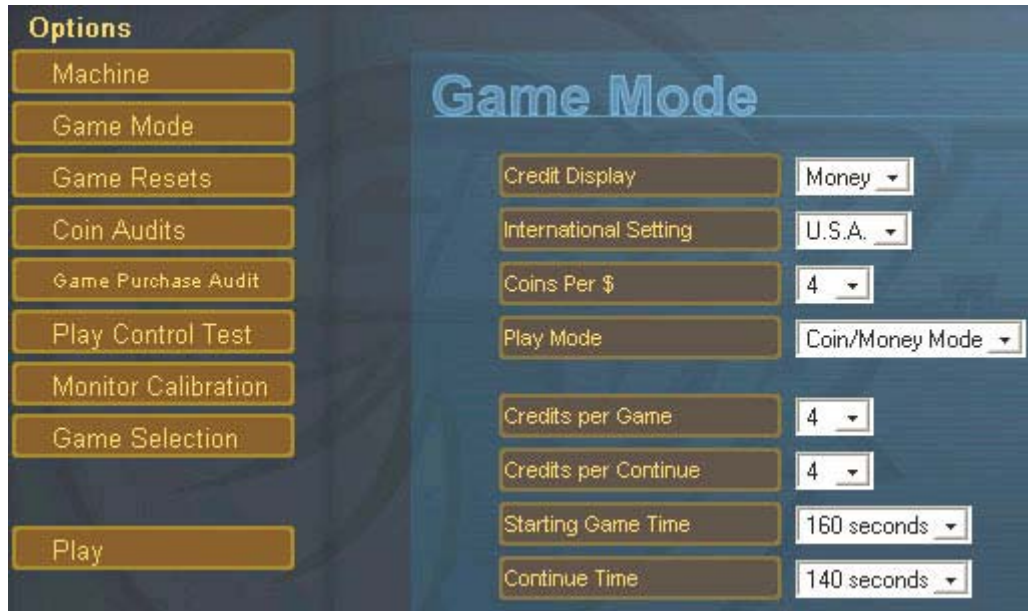 Options
Machine
Game Mode
Game Resets
Coin Audits
Game Purchase Audit
Play Control Test
Monitor Calibration
Game Selection
Play
Game Mode
Credit Display Money
International Setting U.S.A.
Coins Per $ 4
Play Mode Coin/Money Mode
Credits per Game 4
Credits per Continue 4
Starting Game Time 160 seconds
Continue Time 140 seconds